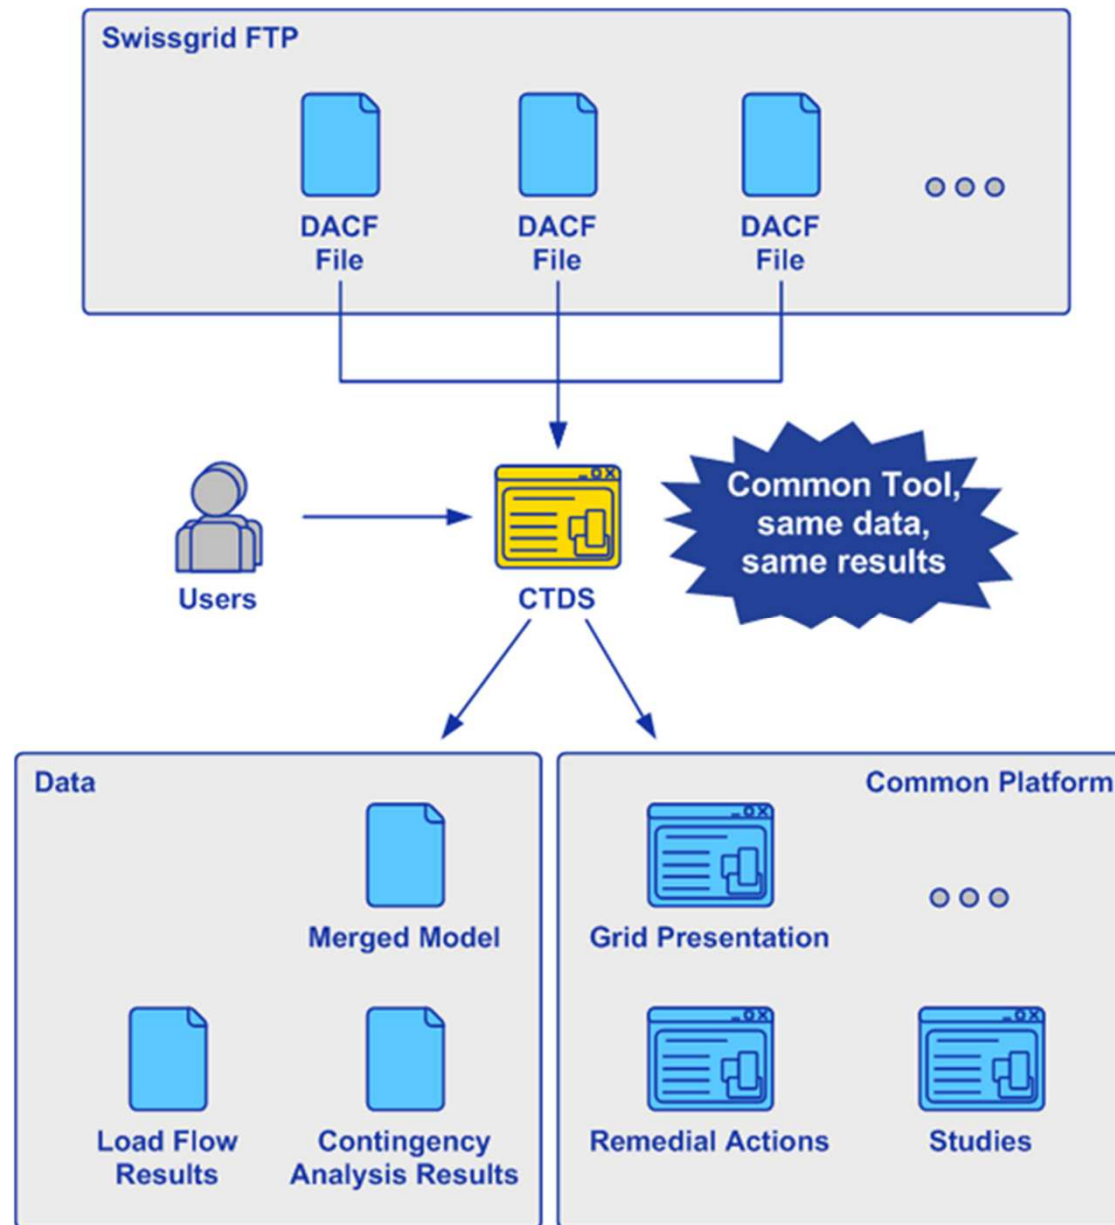 Swissgrid FTP
DACF
File
DACF
File
DACF
File
Common Tool,
same data,
same results
Users
CTDS
Data
Merged Model
Load Flow
Results
Contingency
Analysis Results
Common Platform
Grid Presentation
Remedial Actions
Studies